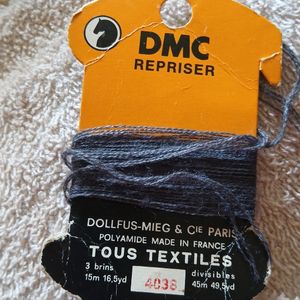 DMC
REPRISER
DOLLFUS-MIEG & CIE PARIS
POLYAMIDE MADE IN FRANCE
TOUS TEXTILES
3 brins divisibles
15m 16,5yd 4038 45m 49,5yd